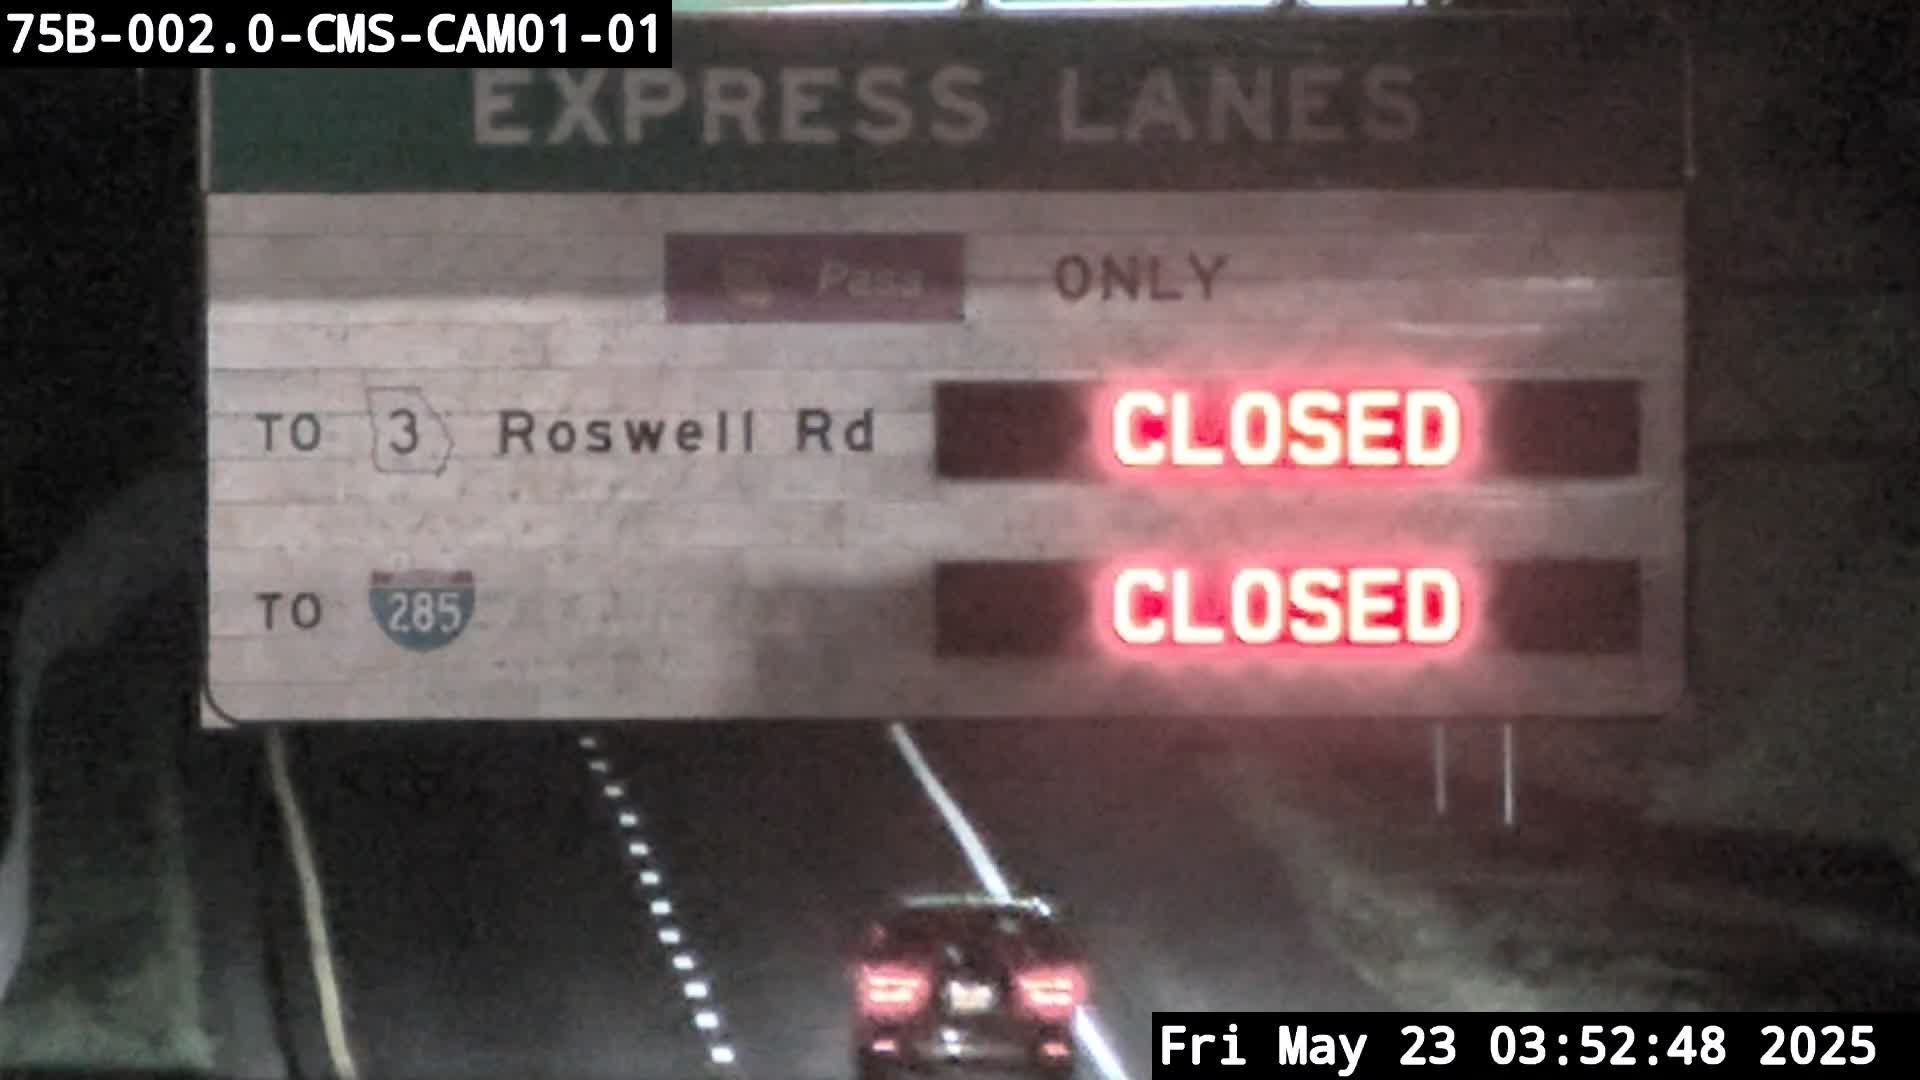 75B-002.0-CMS-CAM01-01
EXPRESS LANES
Pass ONLY
TO 3 Roswell Rd CLOSED
TO 285 CLOSED
Fri May 23 03:52:48 2025